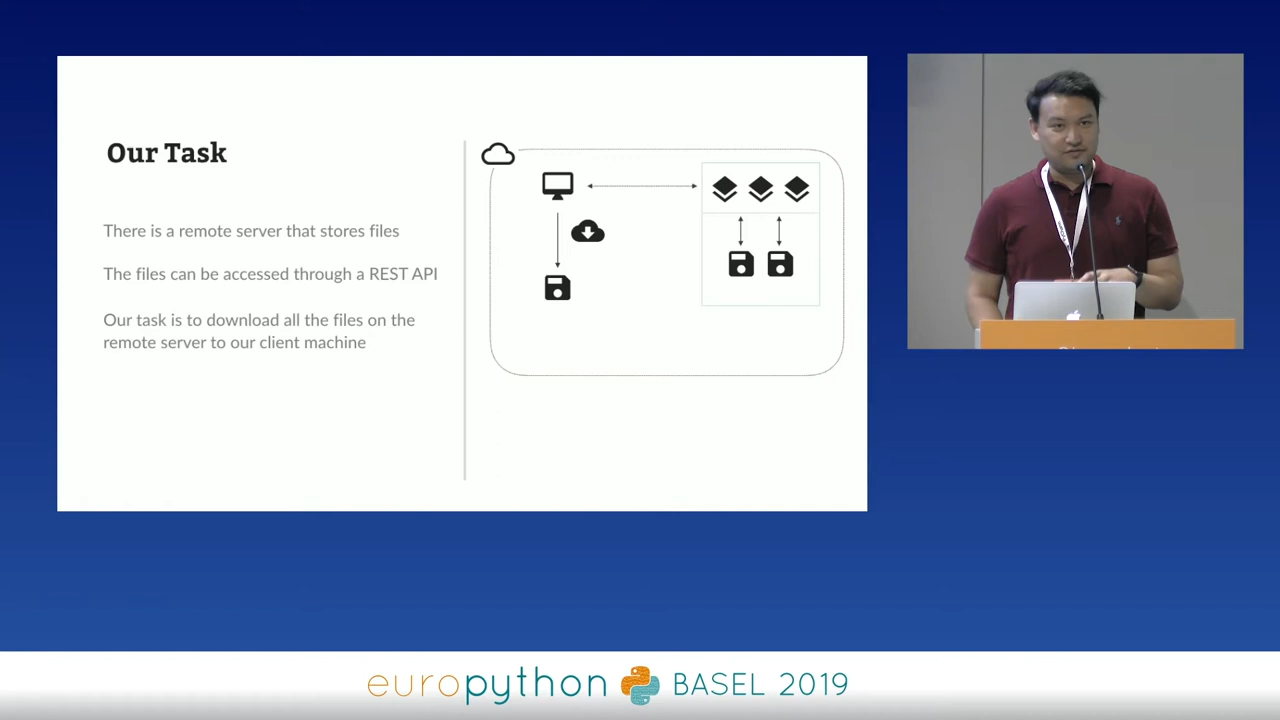 Our Task
There is a remote server that stores files
The files can be accessed through a REST API
Our task is to download all the files on the
remote server to our client machine
europython BASEL 2019